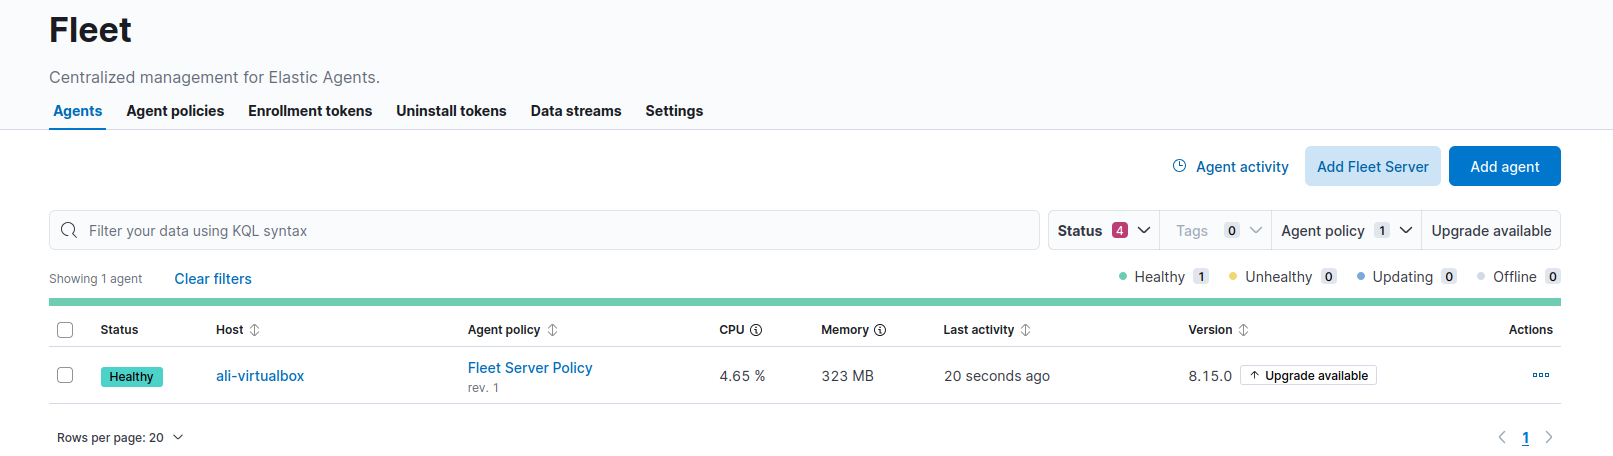 Fleet
Centralized management for Elastic Agents.
Agents Agent policies Enrollment tokens Uninstall tokens Data streams Settings
Agent activity Add Fleet Server Add agent
Filter your data using KQL syntax Status 4 Tags 0 Agent policy 1 Upgrade available
Showing 1 agent Clear filters Healthy 1 Unhealthy 0 Updating 0 Offline 0
Status Host Agent policy CPU Memory Last activity Version Actions
Healthy ali-virtualbox Fleet Server Policy 4.65 % 323 MB 20 seconds ago 8.15.0 Upgrade available
rev. 1
Rows per page: 20 1